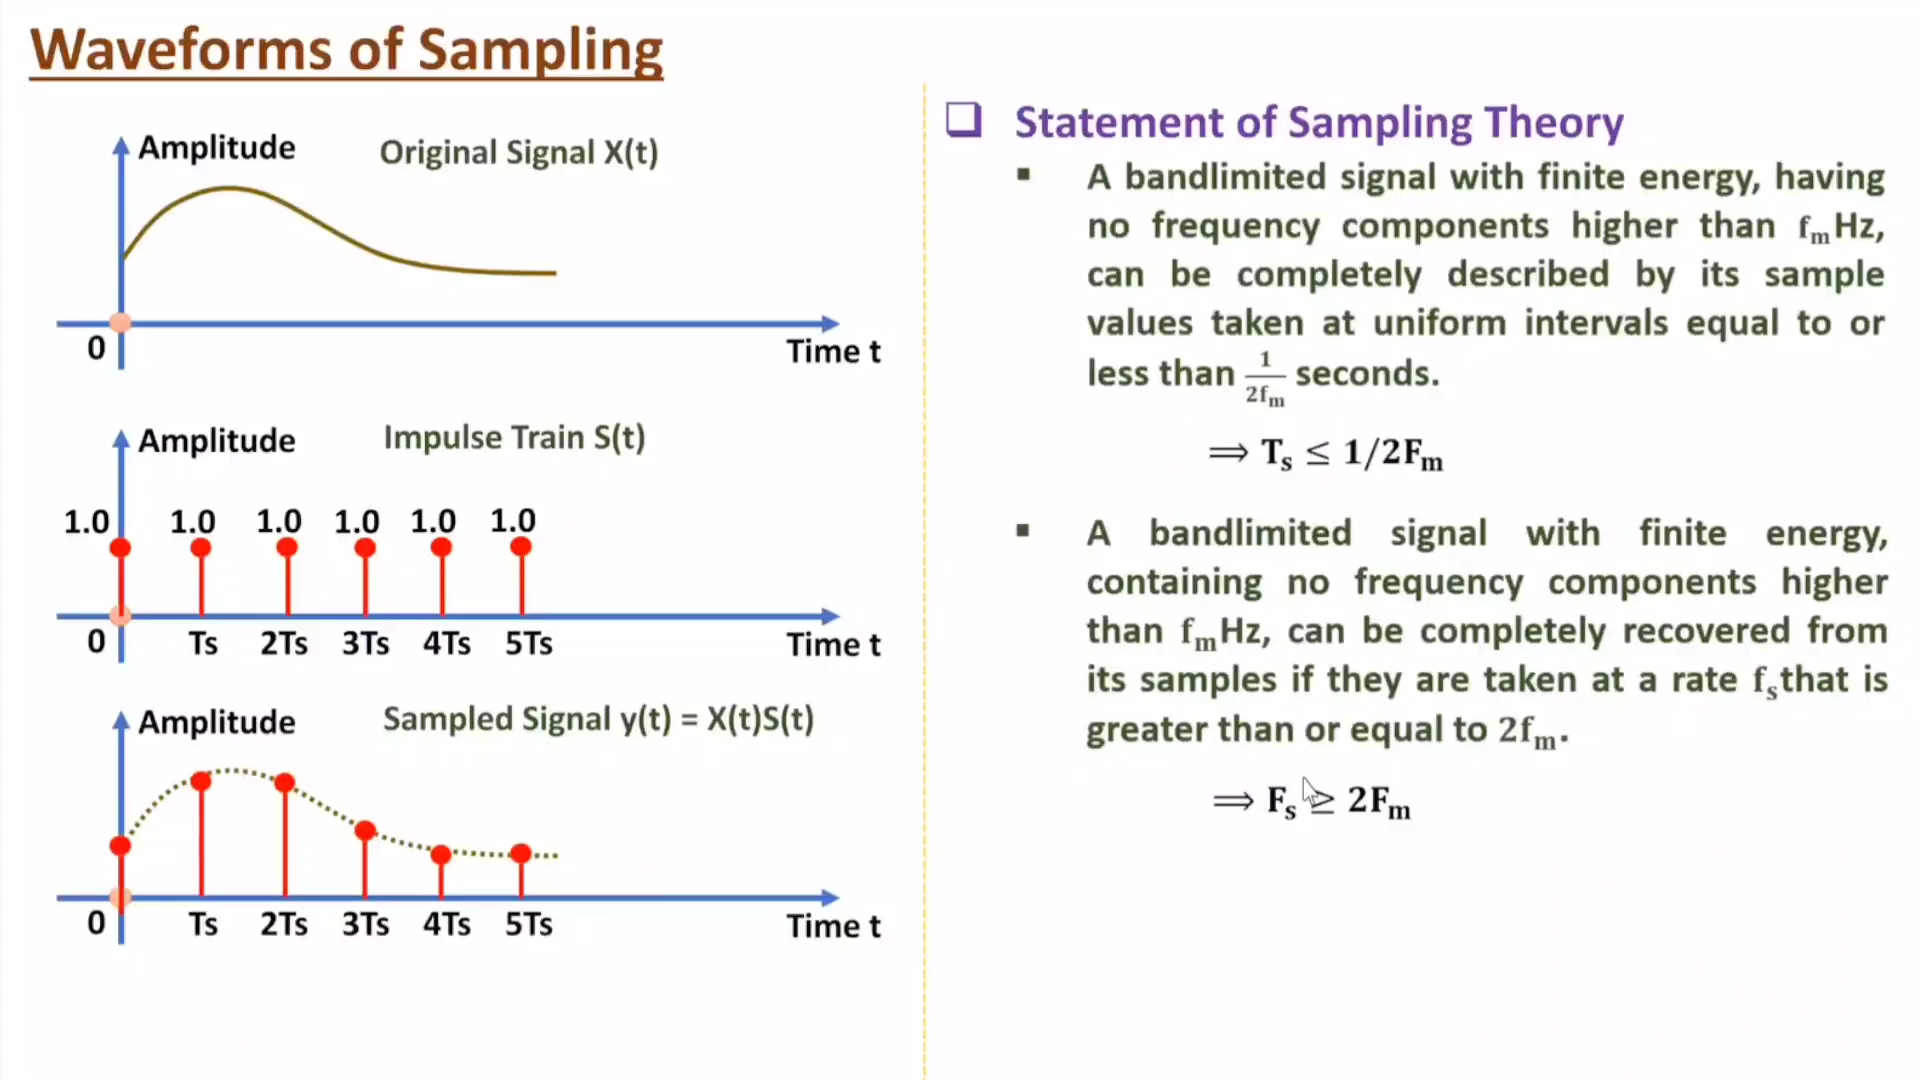 Waveforms of Sampling
Amplitude
Original Signal X(t)
0
Time t
Amplitude
Impulse Train S(t)
1.0 1.0 1.0 1.0 1.0 1.0
0 Ts 2Ts 3Ts 4Ts 5Ts
Time t
Amplitude
Sampled Signal y(t) = X(t)S(t)
0 Ts 2Ts 3Ts 4Ts 5Ts
Time t
❑ Statement of Sampling Theory
▪ A bandlimited signal with finite energy, having
no frequency components higher than fₘHz,
can be completely described by its sample
values taken at uniform intervals equal to or
less than 1/2fₘ seconds.
⟹ Tₛ ≤ 1/2Fₘ
▪ A bandlimited signal with finite energy,
containing no frequency components higher
than fₘHz, can be completely recovered from
its samples if they are taken at a rate fₛthat is
greater than or equal to 2fₘ.
⟹ Fₛ ≥ 2Fₘ